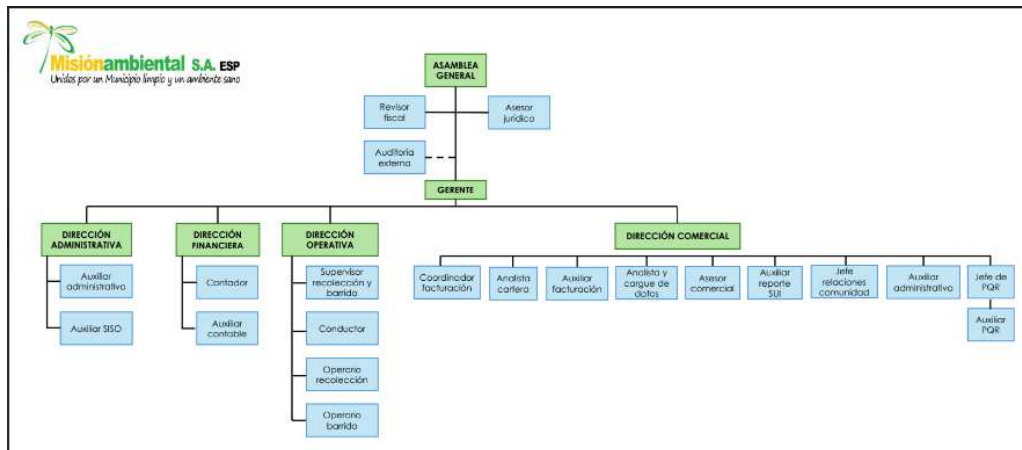 Misiónambiental S.A. ESP
Unidos por un Municipio limpio y un ambiente sano
ASAMBLEA
GENERAL
Revisor
fiscal
Asesor
jurídico
Auditoría
externa
GERENTE
DIRECCIÓN
ADMINISTRATIVA
DIRECCIÓN
FINANCIERA
DIRECCIÓN
OPERATIVA
DIRECCIÓN COMERCIAL
Auxiliar
administrativo
Auxiliar SISO
Contador
Auxiliar
contable
Supervisor
recolección y
barrido
Conductor
Operario
recolección
Operario
barrido
Coordinador
facturación
Analista
cartera
Auxiliar
facturación
Analista y
cargue de
datos
Asesor
comercial
Auxiliar
reporte
SUI
Jefe
relaciones
comunidad
Auxiliar
administrativo
Jefe de
PQR
Auxiliar
PQR